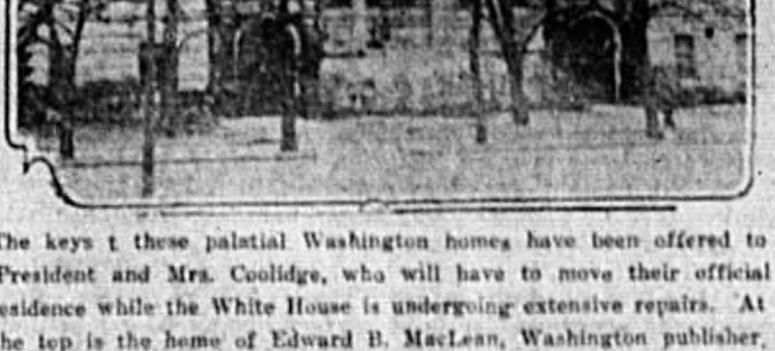 The keys t these palatial Washington homes have been offered to
President and Mrs. Coolidge, who will have to move their official
esidence while the White House is undergoing extensive repairs. At
he top is the home of Edward B. MacLean, Washington publisher,